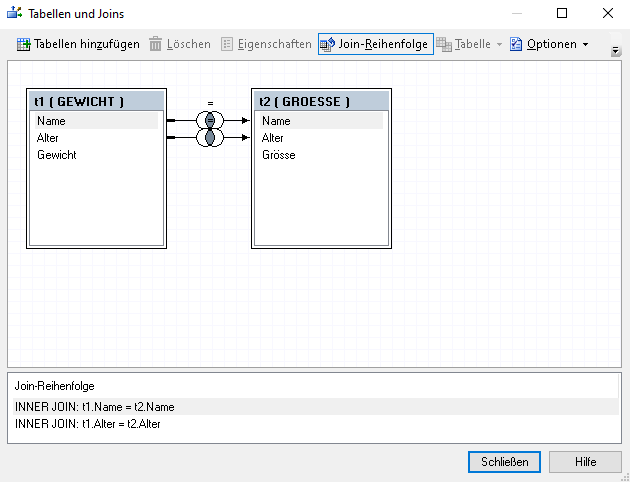 Tabellen und Joins
Tabellen hinzufügen Löschen Eigenschaften Join-Reihenfolge Tabelle Optionen
t1 ( GEWICHT ) = t2 ( GROESSE )
Name = Name
Alter = Alter
Gewicht Grösse
Join-Reihenfolge
INNER JOIN: t1.Name = t2.Name
INNER JOIN: t1.Alter = t2.Alter
Schließen Hilfe